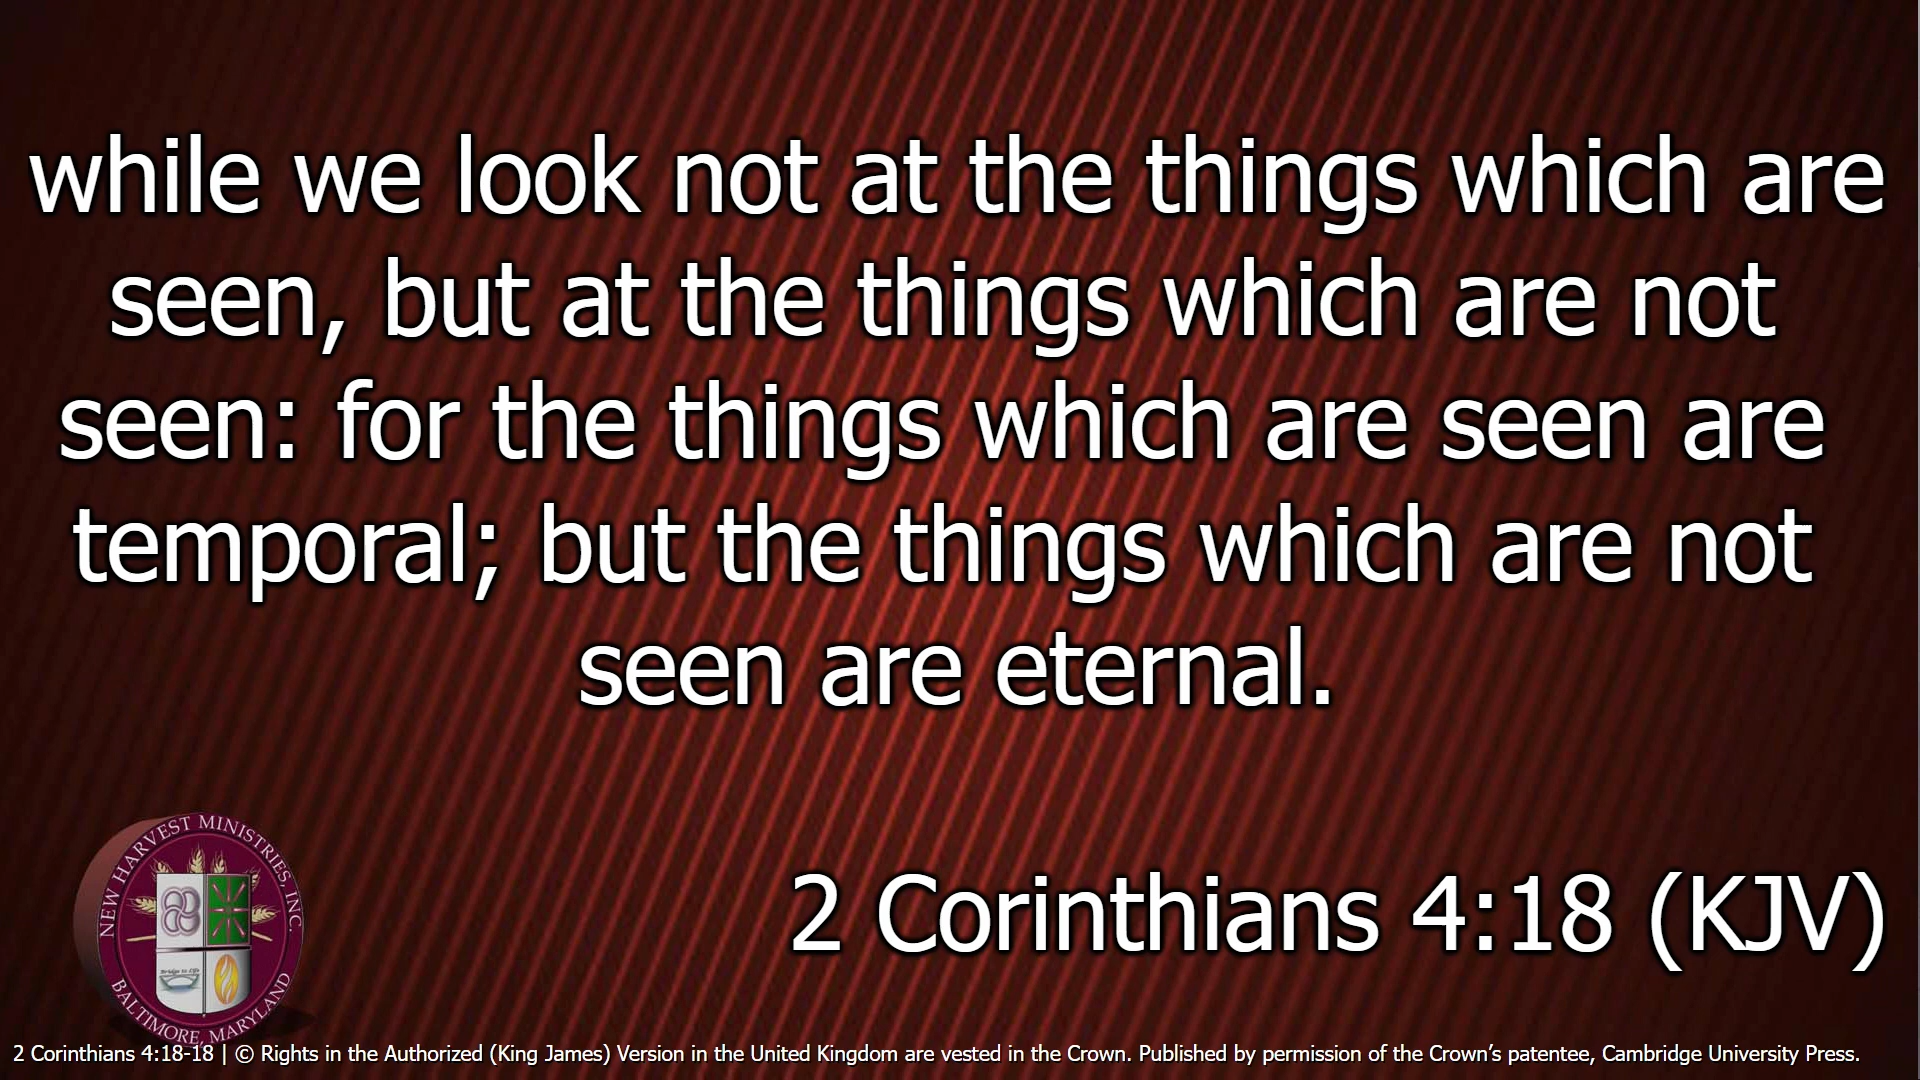 while we look not at the things which are
seen, but at the things which are not
seen: for the things which are seen are
temporal; but the things which are not
seen are eternal.
2 Corinthians 4:18 (KJV)
NEW HARVEST MINISTRIES, INC.
Bridge to Life
BALTIMORE, MARYLAND
2 Corinthians 4:18-18 | © Rights in the Authorized (King James) Version in the United Kingdom are vested in the Crown. Published by permission of the Crown’s patentee, Cambridge University Press.